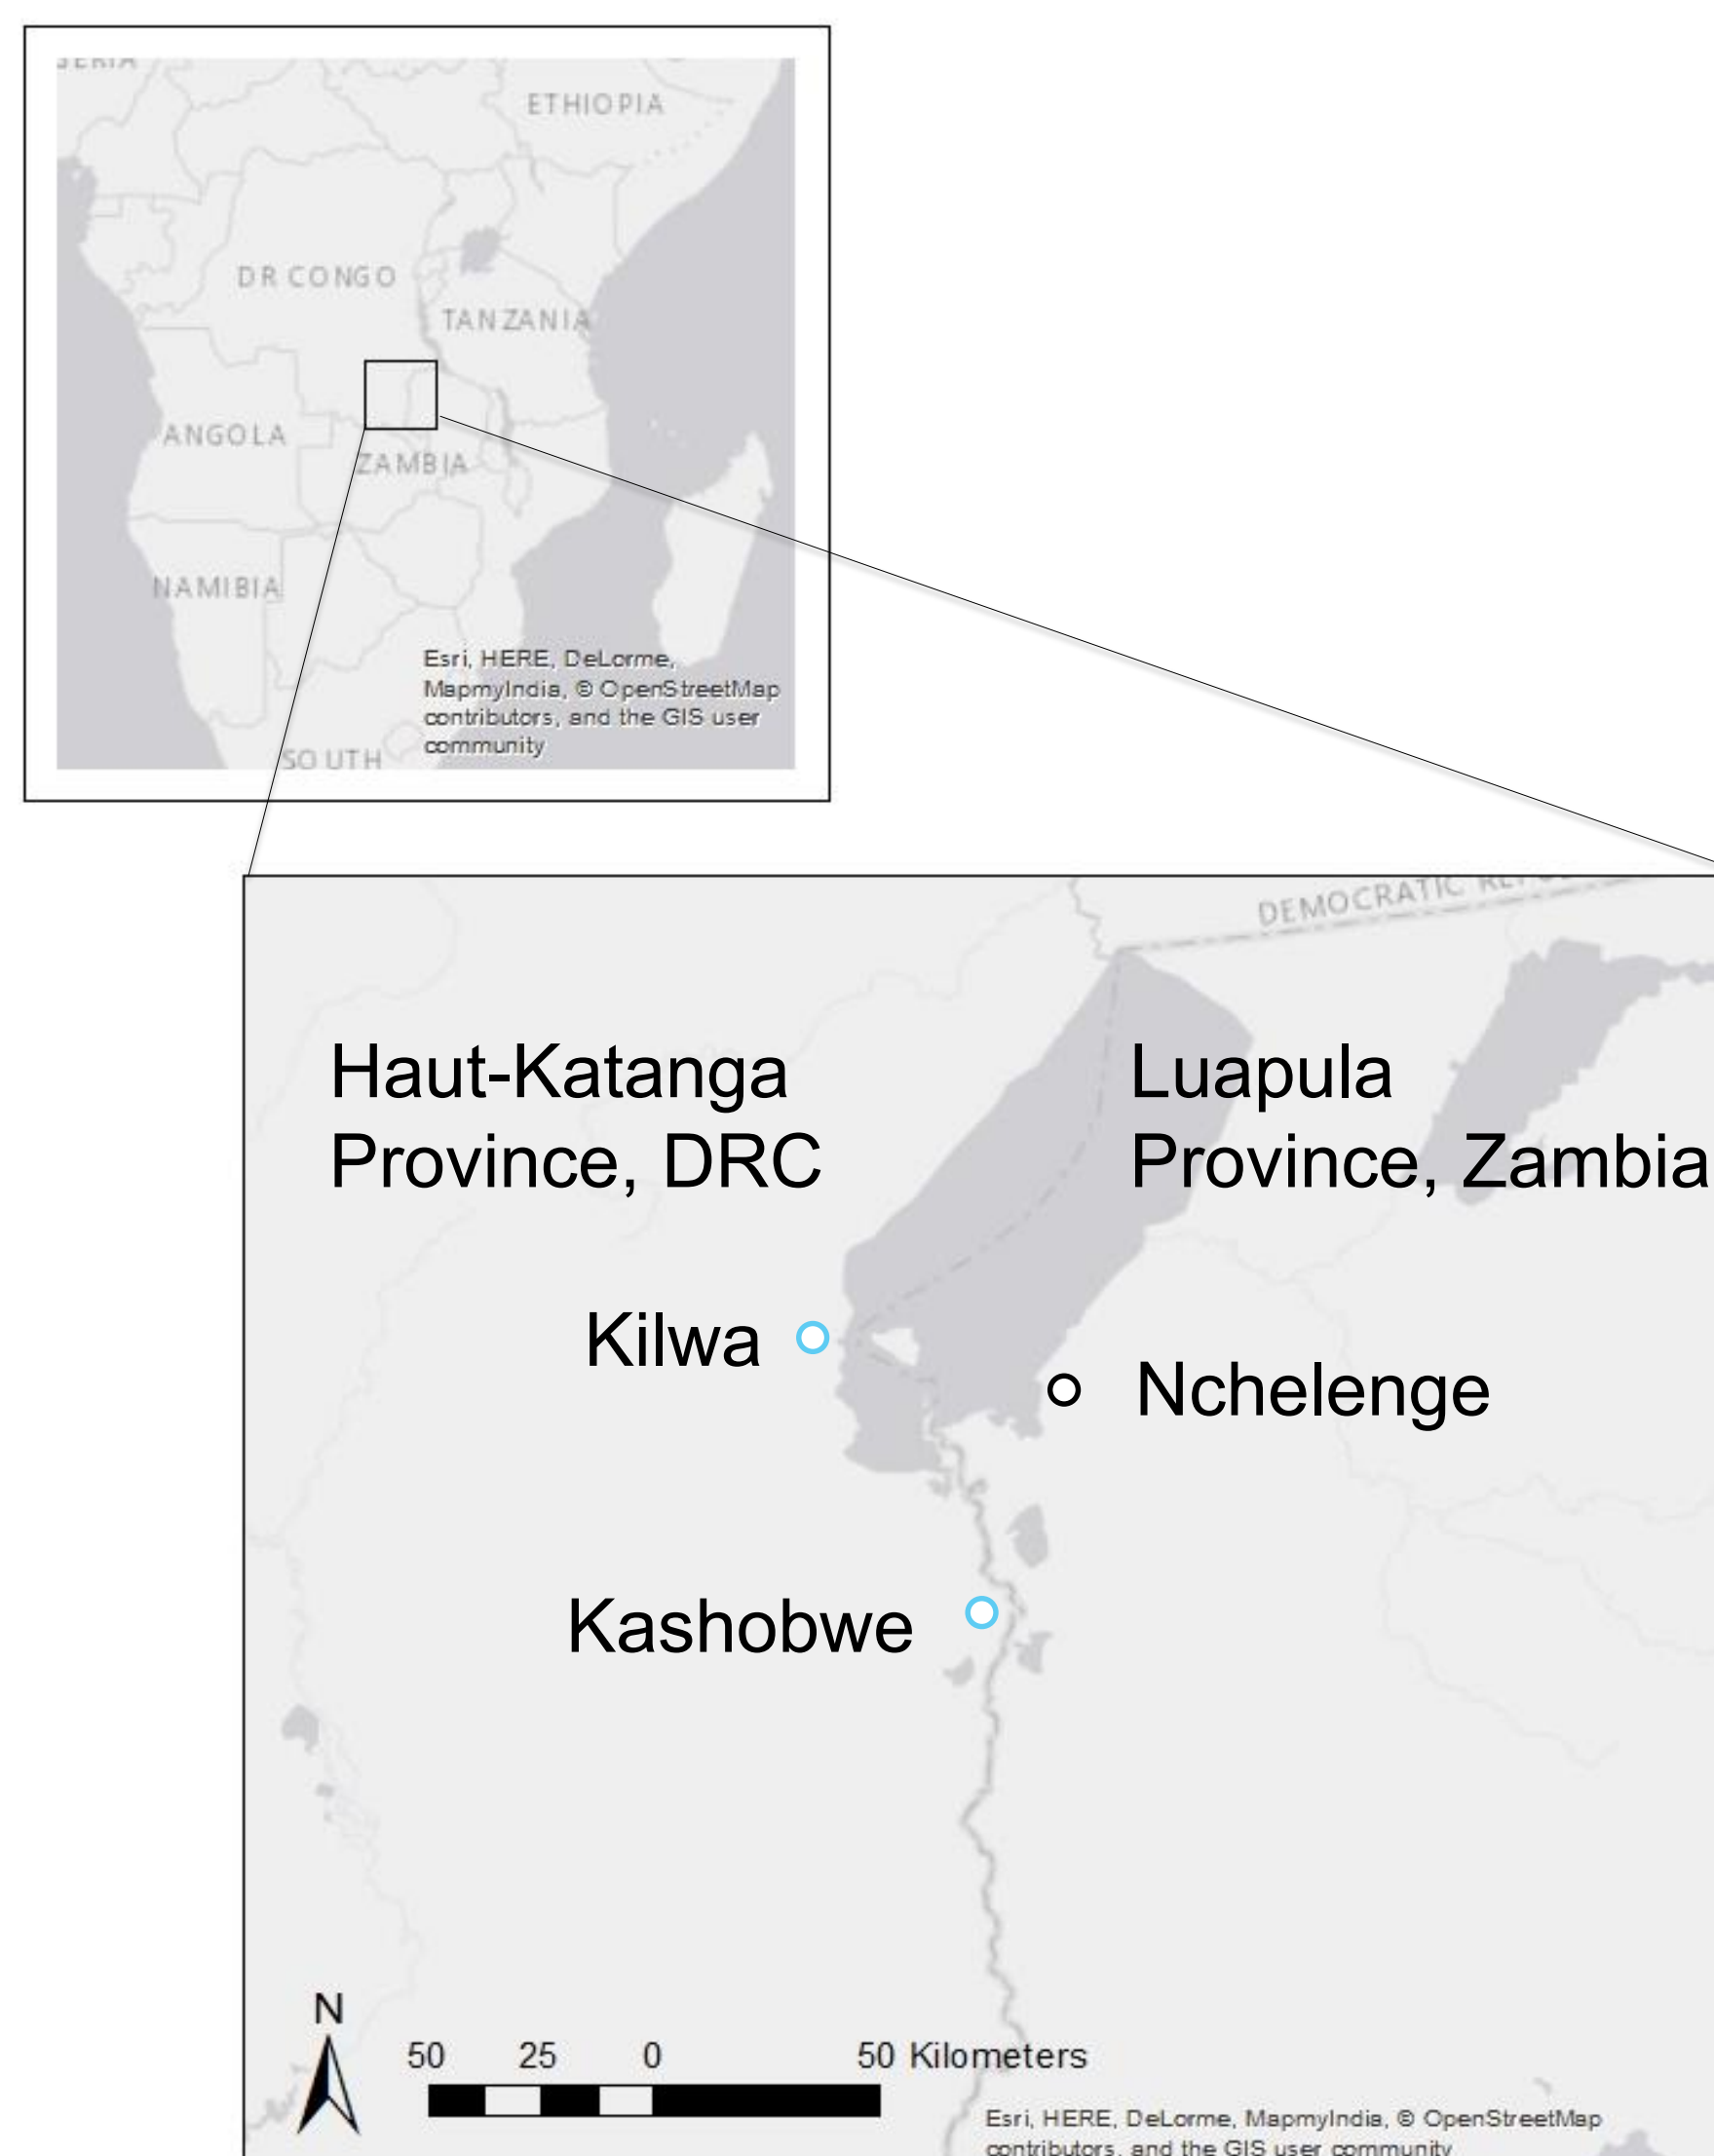 ETHIOPIA
DR CONGO
TANZANIA
ANGOLA
ZAMBIA
NAMIBIA
Esri, HERE, DeLorme,
MapmyIndia, © OpenStreetMap
contributors, and the GIS user
community
SOUTH
DEMOCRATIC
Haut-Katanga
Province, DRC
Luapula
Province, Zambia
Kilwa
Nchelenge
Kashobwe
N
50 25 0 50 Kilometers
Esri, HERE, DeLorme, MapmyIndia, © OpenStreetMap
contributors, and the GIS user community